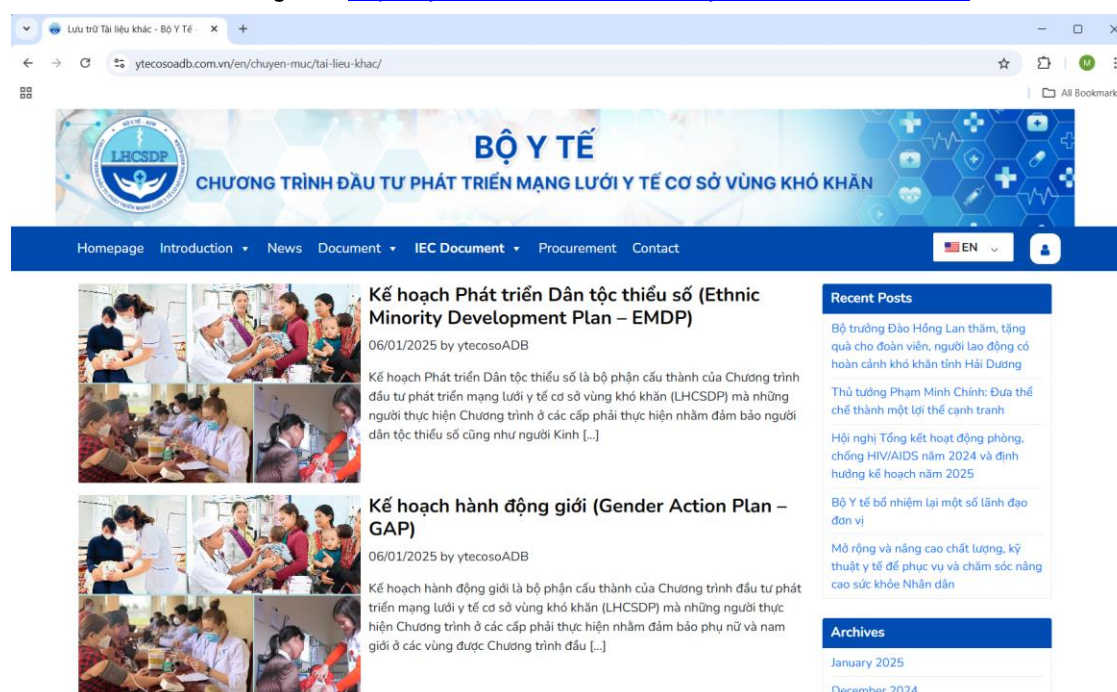 Lưu trữ Tài liệu khác - Bộ Y Tế -
ytecosoadb.com.vn/en/chuyen-muc/tai-lieu-khac/
M
All Bookmark
BỘ Y TẾ - ADB
LHCSDP
BỘ Y TẾ
CHƯƠNG TRÌNH ĐẦU TƯ PHÁT TRIỂN MẠNG LƯỚI Y TẾ CƠ SỞ VÙNG KHÓ KHĂN
Homepage Introduction News Document IEC Document Procurement Contact
EN
Kế hoạch Phát triển Dân tộc thiểu số (Ethnic
Minority Development Plan – EMDP)
06/01/2025 by ytecosoADB
Kế hoạch Phát triển Dân tộc thiểu số là bộ phận cấu thành của Chương trình
đầu tư phát triển mạng lưới y tế cơ sở vùng khó khăn (LHCSDP) mà những
người thực hiện Chương trình ở các cấp phải thực hiện nhằm đảm bảo người
dân tộc thiểu số cũng như người Kinh [...]
Kế hoạch hành động giới (Gender Action Plan –
GAP)
06/01/2025 by ytecosoADB
Kế hoạch hành động giới là bộ phận cấu thành của Chương trình đầu tư phát
triển mạng lưới y tế cơ sở vùng khó khăn (LHCSDP) mà những người thực
hiện Chương trình ở các cấp phải thực hiện nhằm đảm bảo phụ nữ và nam
giới ở các vùng được Chương trình đầu [...]
Recent Posts
Bộ trưởng Đào Hồng Lan thăm, tặng
quà cho đoàn viên, người lao động có
hoàn cảnh khó khăn tỉnh Hải Dương
Thủ tướng Phạm Minh Chính: Đưa thể
chế thành một lợi thế cạnh tranh
Hội nghị Tổng kết hoạt động phòng,
chống HIV/AIDS năm 2024 và định
hướng kế hoạch năm 2025
Bộ Y tế bổ nhiệm lại một số lãnh đạo
đơn vị
Mở rộng và nâng cao chất lượng, kỹ
thuật y tế để phục vụ và chăm sóc nâng
cao sức khỏe Nhân dân
Archives
January 2025
December 2024